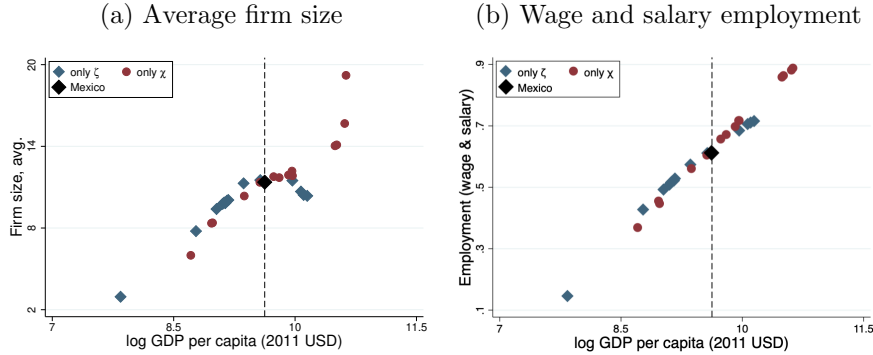 (a) Average firm size
only ζ
only χ
Mexico
Firm size, avg.
20
14
8
2
7
8.5
10
11.5
log GDP per capita (2011 USD)
(b) Wage and salary employment
only ζ
only χ
Mexico
Employment (wage & salary)
.9
.7
.5
.3
.1
7
8.5
10
11.5
log GDP per capita (2011 USD)